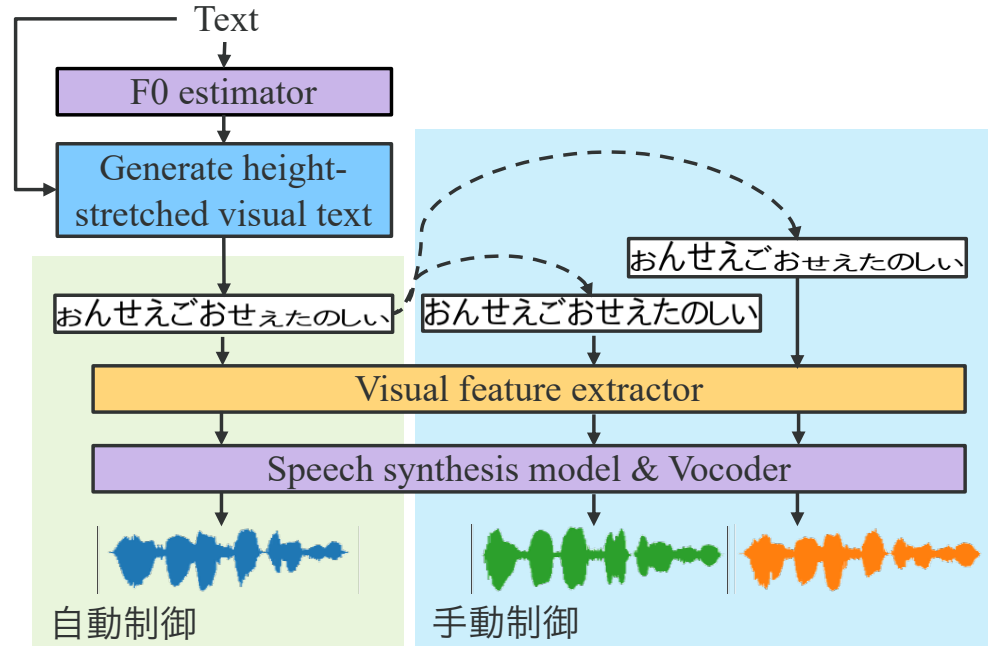 Text
F0 estimator
Generate height-
stretched visual text
おんせえごおせえたのしい
おんせえごおせえたのしい
おんせえごおせえたのしい
Visual feature extractor
Speech synthesis model & Vocoder
自動制御
手動制御